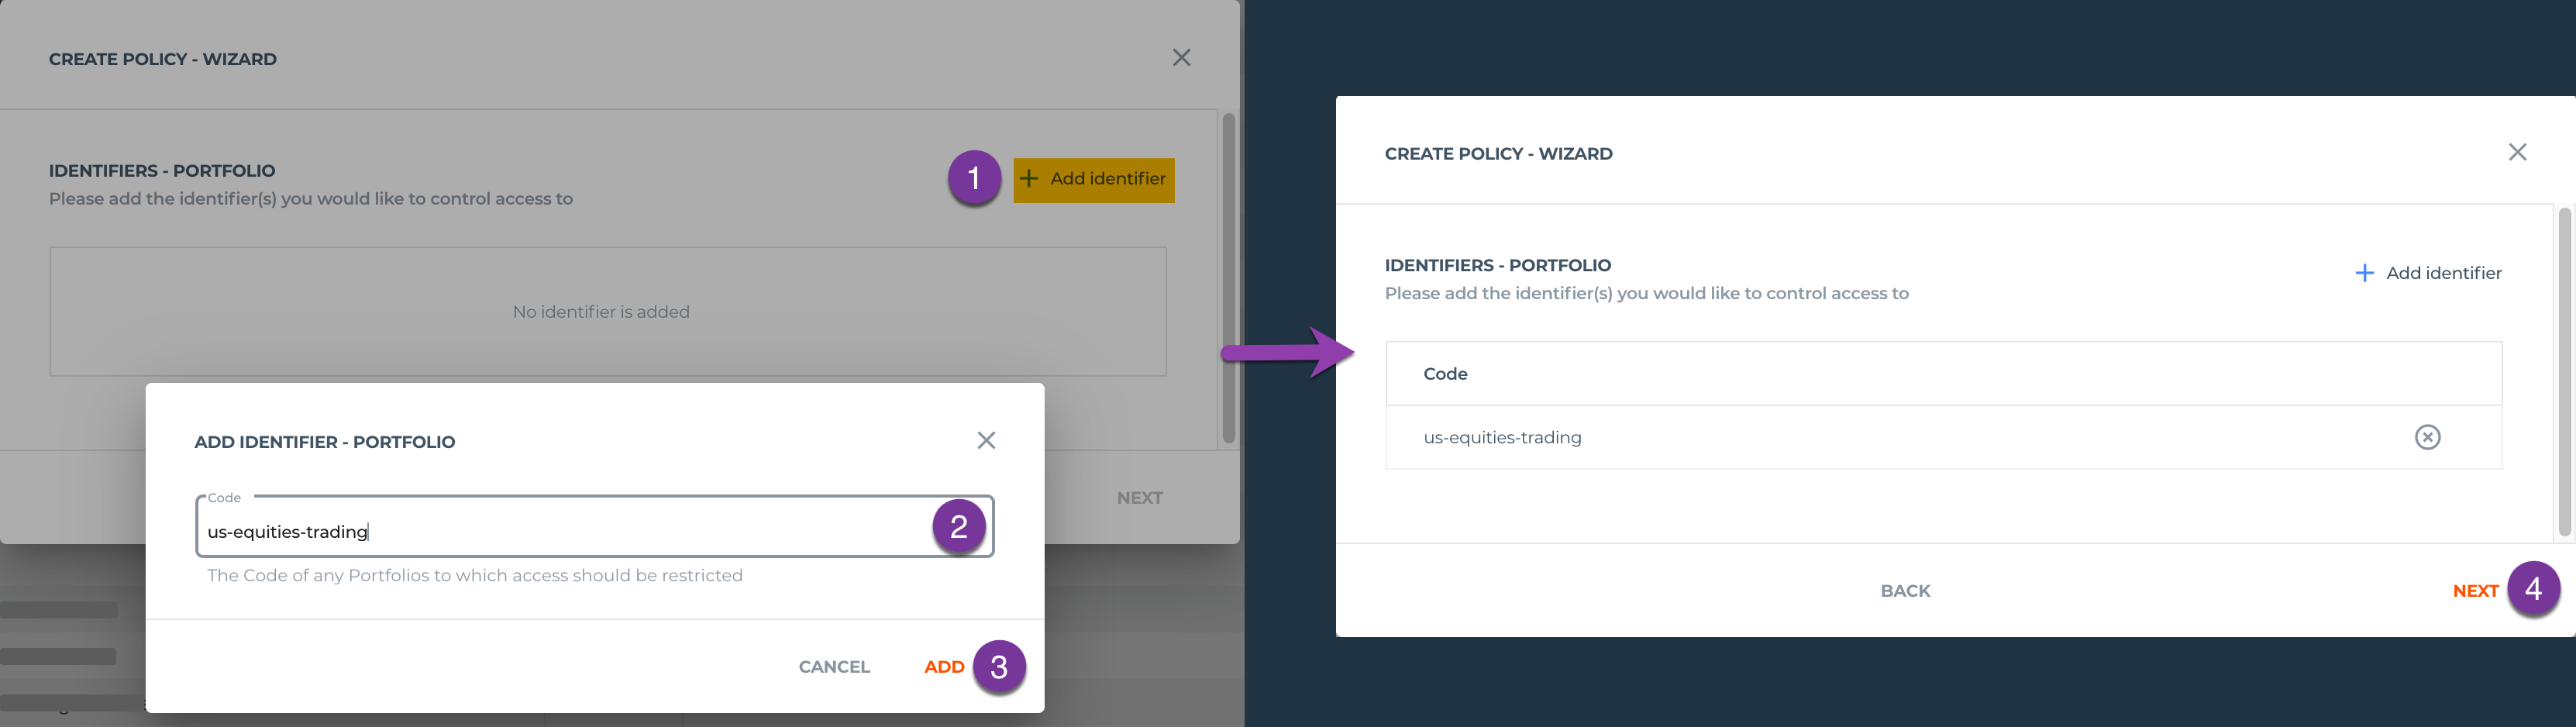 CREATE POLICY - WIZARD
IDENTIFIERS - PORTFOLIO
Please add the identifier(s) you would like to control access to
1
Add identifier
No identifier is added
NEXT
ADD IDENTIFIER - PORTFOLIO
Code
us-equities-trading
2
The Code of any Portfolios to which access should be restricted
CANCEL
ADD
3
CREATE POLICY - WIZARD
IDENTIFIERS - PORTFOLIO
Please add the identifier(s) you would like to control access to
Add identifier
Code
us-equities-trading
BACK
NEXT
4